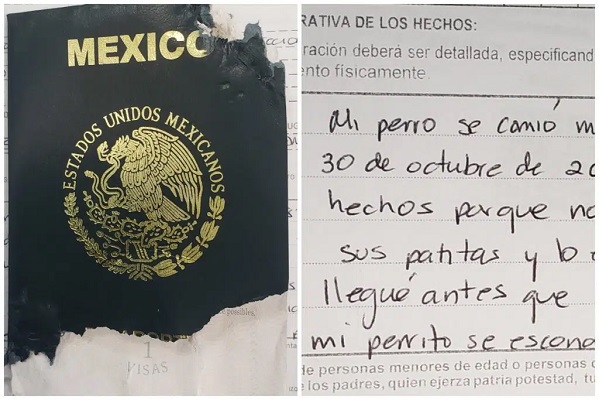 MEXICO
ESTADOS UNIDOS MEXICANOS
VISAS
RATIVA DE LOS HECHOS:
ración deberá ser detallada, especificand
nto físicamente.
Mi perro se comió m
30 de octubre de 20
hechos porque no
sus patitas y lo
llegué antes que
mi perrito se escond
de personas menores de edad o personas
los padres, quien ejerza patria potestad, tu